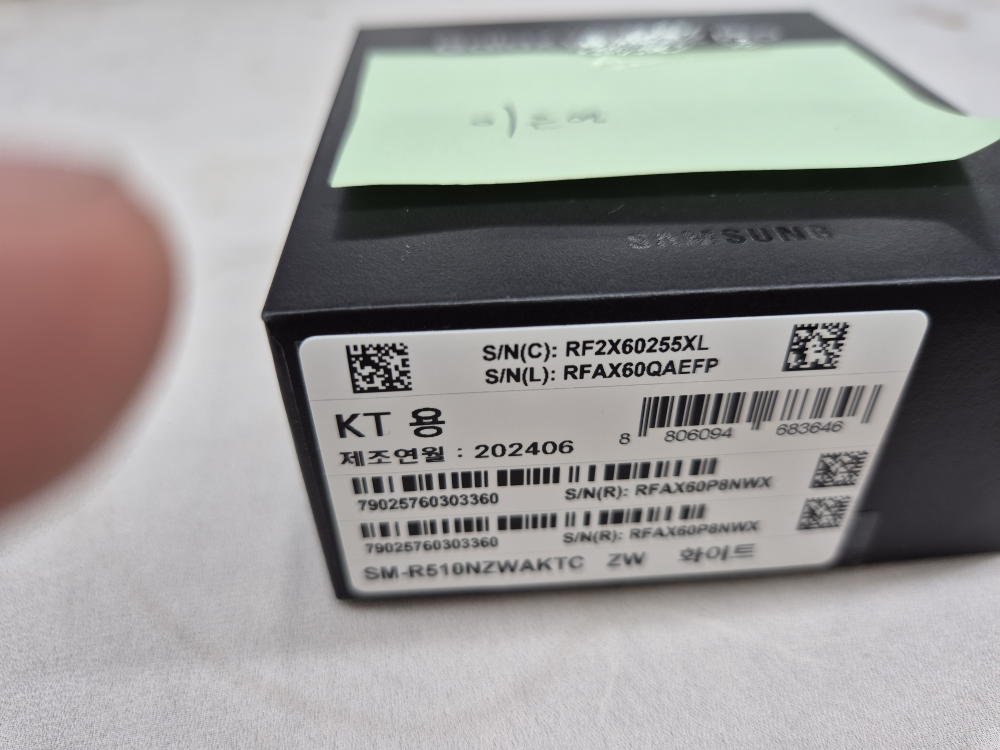 SAMSUNG
S/N(C): RF2X60255XL
S/N(L): RFAX60QAEFP
KT 용
8 806094 683646
제조연월 : 202406
79025760303360 S/N(R): RFAX60P8NWX
79025760303360 S/N(R): RFAX60P8NWX
SM-R510NZWAKTC ZW 화이트